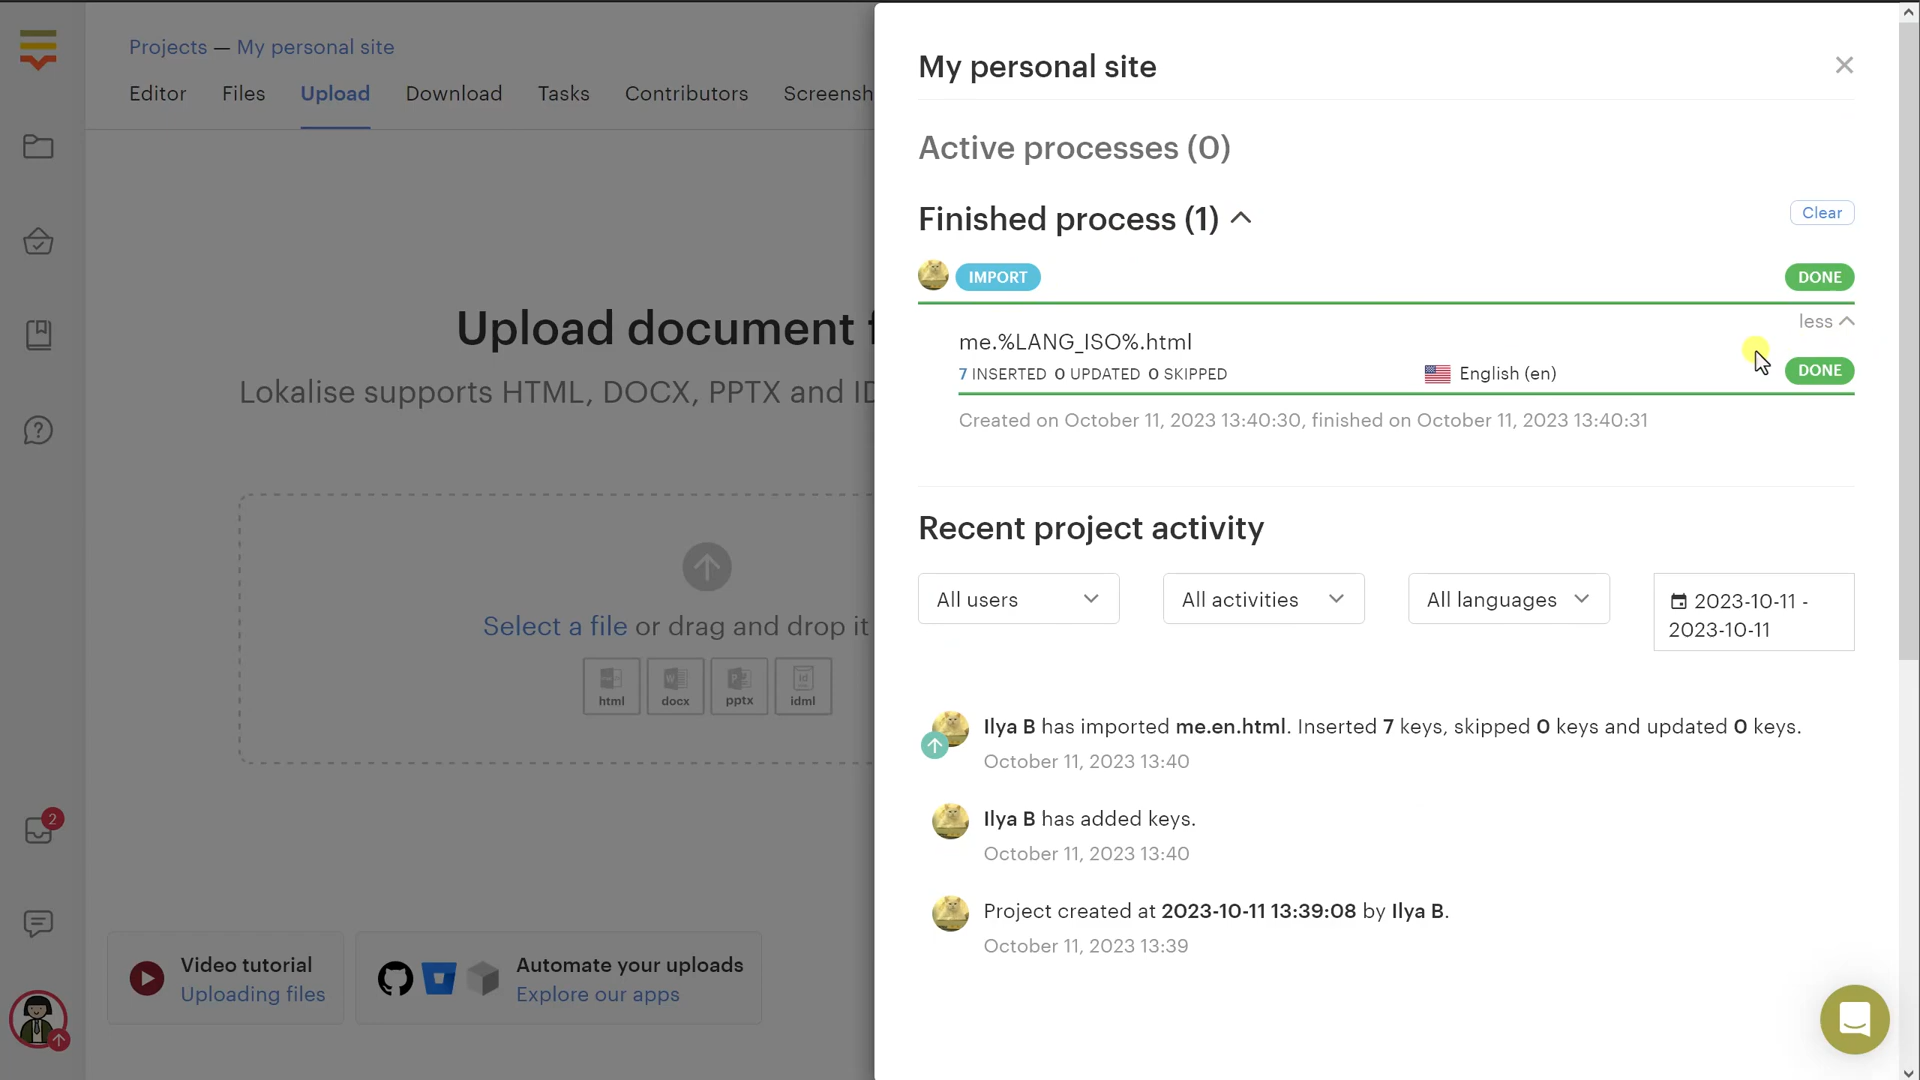 Projects — My personal site
Editor Files Upload Download Tasks Contributors Screensh
Upload document f
Lokalise supports HTML, DOCX, PPTX and ID
Select a file or drag and drop it
html docx pptx idml
Video tutorial
Uploading files
Automate your uploads
Explore our apps
2
My personal site
Active processes (0)
Finished process (1)
Clear
IMPORT
DONE
less
me.%LANG_ISO%.html
7 INSERTED 0 UPDATED 0 SKIPPED
English (en)
DONE
Created on October 11, 2023 13:40:30, finished on October 11, 2023 13:40:31
Recent project activity
All users
All activities
All languages
2023-10-11 -
2023-10-11
Ilya B has imported me.en.html. Inserted 7 keys, skipped 0 keys and updated 0 keys.
October 11, 2023 13:40
Ilya B has added keys.
October 11, 2023 13:40
Project created at 2023-10-11 13:39:08 by Ilya B.
October 11, 2023 13:39